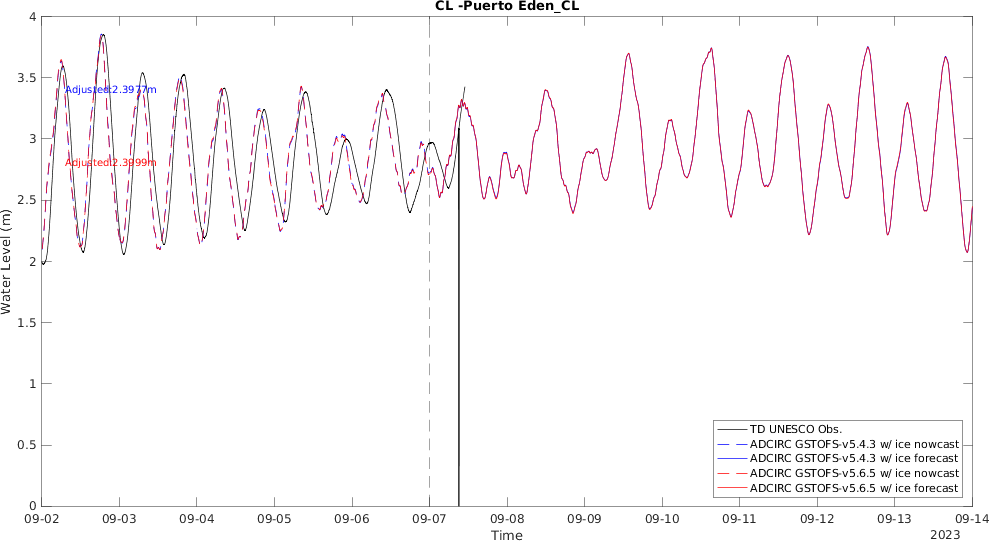 CL -Puerto Eden_CL
4
3.5
3
2.5
2
1.5
1
0.5
0
Water Level (m)
Adjusted:2.3977m
Adjusted:2.3999m
TD UNESCO Obs.
ADCIRC GSTOFS-v5.4.3 w/ ice nowcast
ADCIRC GSTOFS-v5.4.3 w/ ice forecast
ADCIRC GSTOFS-v5.6.5 w/ ice nowcast
ADCIRC GSTOFS-v5.6.5 w/ ice forecast
09-02 09-03 09-04 09-05 09-06 09-07 09-08 09-09 09-10 09-11 09-12 09-13 09-14
Time
2023